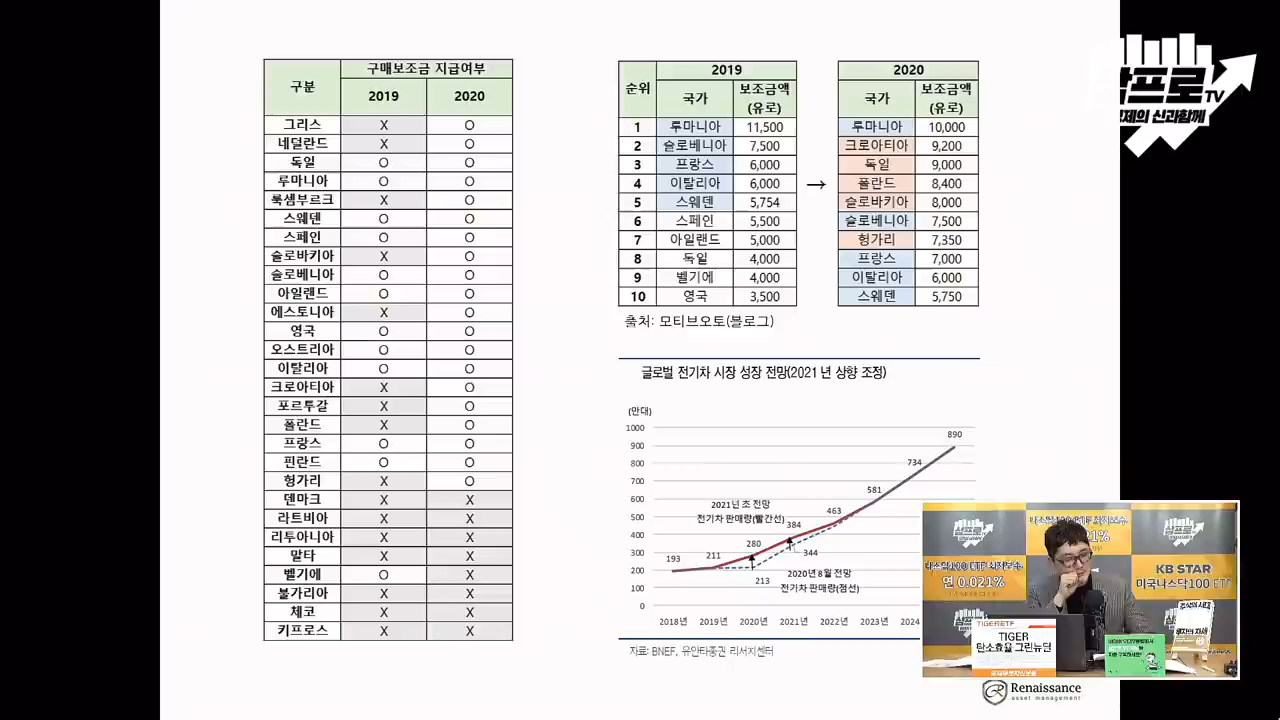 구분 구매보조금 지급여부
2019 2020
그리스 X O
네덜란드 X O
독일 O O
루마니아 O O
룩셈부르크 X O
스웨덴 O O
스페인 O O
슬로바키아 X O
슬로베니아 O O
아일랜드 O O
에스토니아 X O
영국 O O
오스트리아 O O
이탈리아 O O
크로아티아 X O
포르투갈 X O
폴란드 X O
프랑스 O O
핀란드 O O
헝가리 X O
덴마크 X X
라트비아 X X
리투아니아 X X
말타 X X
벨기에 O X
불가리아 X X
체코 X X
키프로스 X X
순위 2019
국가 보조금액
(유로)
1 루마니아 11,500
2 슬로베니아 7,500
3 프랑스 6,000
4 이탈리아 6,000
5 스웨덴 5,754
6 스페인 5,500
7 아일랜드 5,000
8 독일 4,000
9 벨기에 4,000
10 영국 3,500
→
2020
국가 보조금액
(유로)
루마니아 10,000
크로아티아 9,200
독일 9,000
폴란드 8,400
슬로바키아 8,000
슬로베니아 7,500
헝가리 7,350
프랑스 7,000
이탈리아 6,000
스웨덴 5,750
출처: 모티브오토(블로그)
글로벌 전기차 시장 성장 전망(2021년 상향 조정)
(만대)
1000
900
800
700
600
500
400
300
200
100
0
193
211
280
384
463
581
734
890
213
344
2021년 초 전망
전기차 판매량(빨간선)
2020년 8월 전망
전기차 판매량(점선)
2018년 2019년 2020년 2021년 2022년 2023년 2024
자료: BNEF, 유안타증권 리서치센터
Renaissance
asset management
프로TV
신과함께
연 0.021%
KB STAR
미국나스닥100 ETF
TIGER ETF
TIGER
탄소효율 그린뉴딜